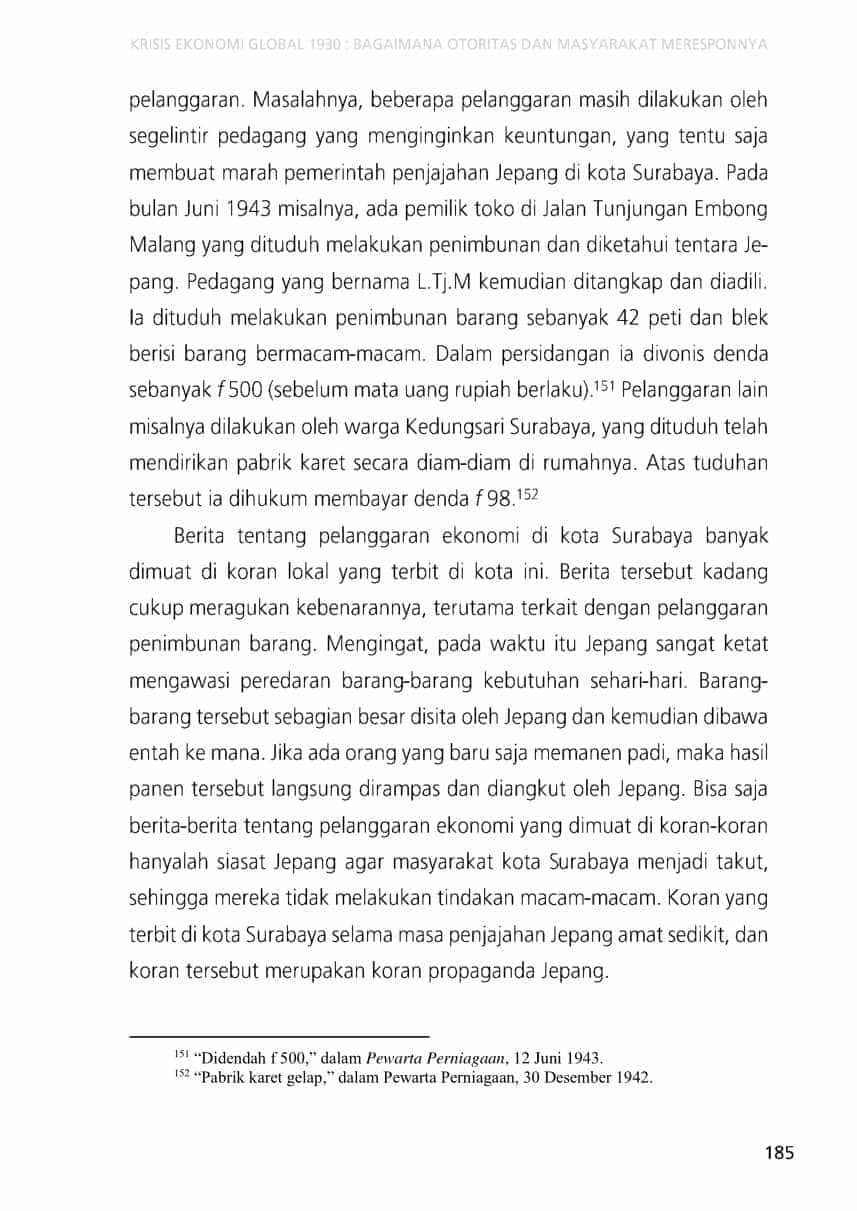 KRISIS EKONOMI GLOBAL 1930 : BAGAIMANA OTORITAS DAN MASYARAKAT MERESPONNYA
pelanggaran. Masalahnya, beberapa pelanggaran masih dilakukan oleh
segelintir pedagang yang menginginkan keuntungan, yang tentu saja
membuat marah pemerintah penjajahan Jepang di kota Surabaya. Pada
bulan Juni 1943 misalnya, ada pemilik toko di Jalan Tunjungan Embong
Malang yang dituduh melakukan penimbunan dan diketahui tentara Je-
pang. Pedagang yang bernama L.Tj.M kemudian ditangkap dan diadili.
Ia dituduh melakukan penimbunan barang sebanyak 42 peti dan blek
berisi barang bermacam-macam. Dalam persidangan ia divonis denda
sebanyak f 500 (sebelum mata uang rupiah berlaku).151 Pelanggaran lain
misalnya dilakukan oleh warga Kedungsari Surabaya, yang dituduh telah
mendirikan pabrik karet secara diam-diam di rumahnya. Atas tuduhan
tersebut ia dihukum membayar denda f 98.152
Berita tentang pelanggaran ekonomi di kota Surabaya banyak
dimuat di koran lokal yang terbit di kota ini. Berita tersebut kadang
cukup meragukan kebenarannya, terutama terkait dengan pelanggaran
penimbunan barang. Mengingat, pada waktu itu Jepang sangat ketat
mengawasi peredaran barang-barang kebutuhan sehari-hari. Barang-
barang tersebut sebagian besar disita oleh Jepang dan kemudian dibawa
entah ke mana. Jika ada orang yang baru saja memanen padi, maka hasil
panen tersebut langsung dirampas dan diangkut oleh Jepang. Bisa saja
berita-berita tentang pelanggaran ekonomi yang dimuat di koran-koran
hanyalah siasat Jepang agar masyarakat kota Surabaya menjadi takut,
sehingga mereka tidak melakukan tindakan macam-macam. Koran yang
terbit di kota Surabaya selama masa penjajahan Jepang amat sedikit, dan
koran tersebut merupakan koran propaganda Jepang.
151 “Didendah f 500,” dalam Pewarta Perniagaan, 12 Juni 1943.
152 “Pabrik karet gelap,” dalam Pewarta Perniagaan, 30 Desember 1942.
185